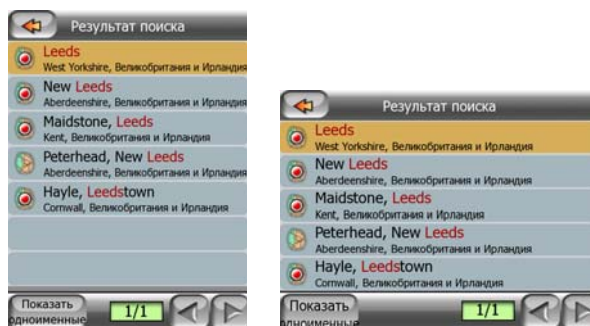 Результат поиска
Leeds
West Yorkshire, Великобритания и Ирландия
New Leeds
Aberdeenshire, Великобритания и Ирландия
Maidstone, Leeds
Kent, Великобритания и Ирландия
Peterhead, New Leeds
Aberdeenshire, Великобритания и Ирландия
Hayle, Leedstown
Cornwall, Великобритания и Ирландия
Показать
одноименные
1/1
Результат поиска
Leeds
West Yorkshire, Великобритания и Ирландия
New Leeds
Aberdeenshire, Великобритания и Ирландия
Maidstone, Leeds
Kent, Великобритания и Ирландия
Peterhead, New Leeds
Aberdeenshire, Великобритания и Ирландия
Hayle, Leedstown
Cornwall, Великобритания и Ирландия
Показать
одноименные
1/1